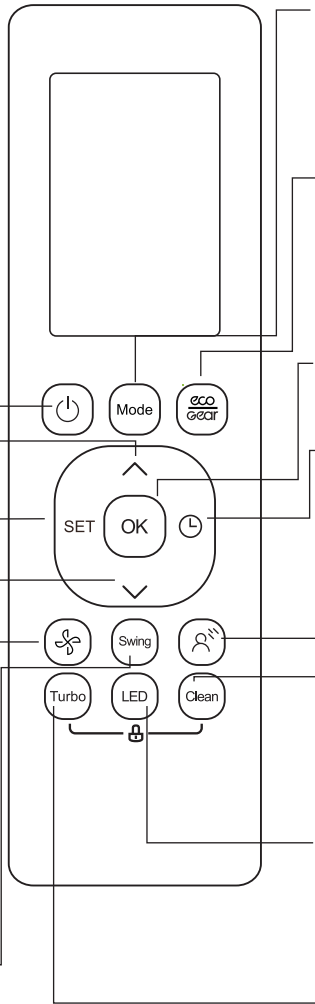 Mode
eco
Gear
SET
OK
Swing
Turbo
LED
Clean